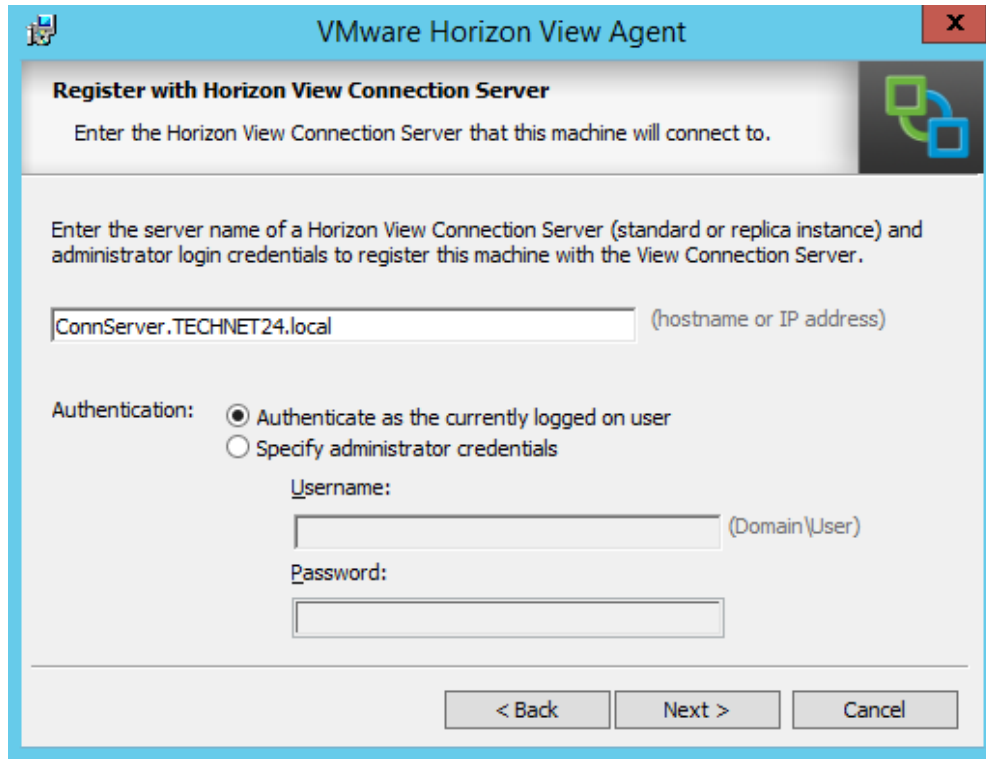 VMware Horizon View Agent
x
Register with Horizon View Connection Server
Enter the Horizon View Connection Server that this machine will connect to.
Enter the server name of a Horizon View Connection Server (standard or replica instance) and
administrator login credentials to register this machine with the View Connection Server.
ConnServer.TECHNET24.local (hostname or IP address)
Authentication: Authenticate as the currently logged on user
Specify administrator credentials
Username:
(Domain\User)
Password:
< Back Next > Cancel